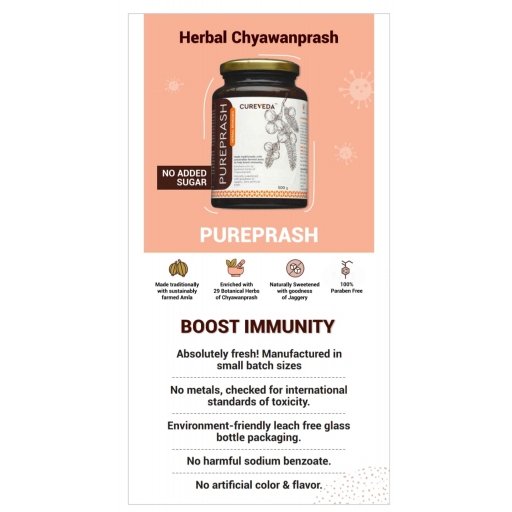 Herbal Chyawanprash
CUREVEDA
PUREPRASH
500 g
NO ADDED
SUGAR
PUREPRASH
Made traditionally
with sustainably
farmed Amla
Enriched with
29 Botanical Herbs
of Chyawanprash
Naturally Sweetened
with goodness
of Jaggery
100%
Paraben Free
BOOST IMMUNITY
Absolutely fresh! Manufactured in
small batch sizes
No metals, checked for international
standards of toxicity.
Environment-friendly leach free glass
bottle packaging.
No harmful sodium benzoate.
No artificial color & flavor.